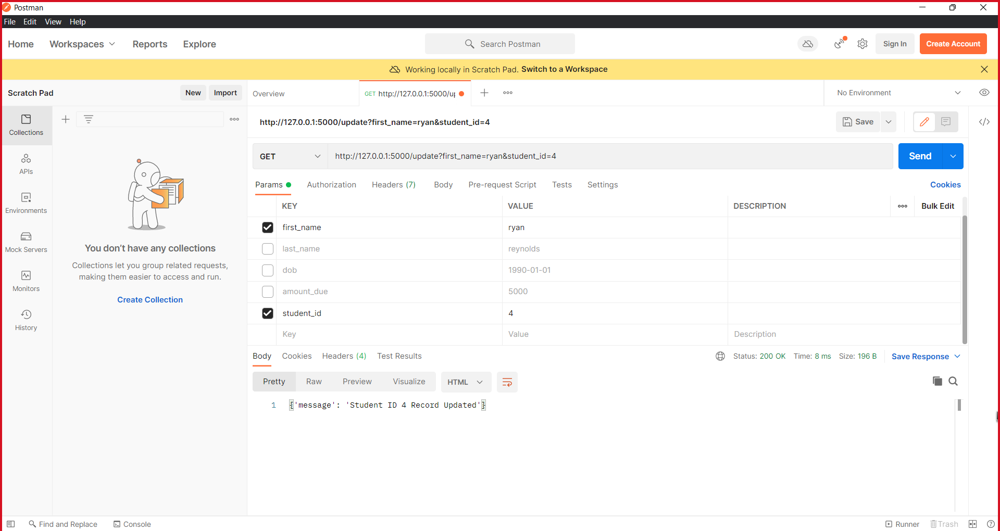 Postman
File Edit View Help
Home Workspaces Reports Explore Search Postman Sign In Create Account
Working locally in Scratch Pad. Switch to a Workspace
Scratch Pad New Import Overview GET http://127.0.0.1:5000/up No Environment
Collections
APIs
Environments
Mock Servers
Monitors
History
You don’t have any collections
Collections let you group related requests,
making them easier to access and run.
Create Collection
http://127.0.0.1:5000/update?first_name=ryan&student_id=4 Save
GET http://127.0.0.1:5000/update?first_name=ryan&student_id=4 Send
Params Authorization Headers (7) Body Pre-request Script Tests Settings Cookies
KEY VALUE DESCRIPTION Bulk Edit
first_name ryan
last_name reynolds
dob 1990-01-01
amount_due 5000
student_id 4
Key Value Description
Body Cookies Headers (4) Test Results Status: 200 OK Time: 8 ms Size: 196 B Save Response
Pretty Raw Preview Visualize HTML
1 {'message': 'Student ID 4 Record Updated'}
Find and Replace Console Runner Trash